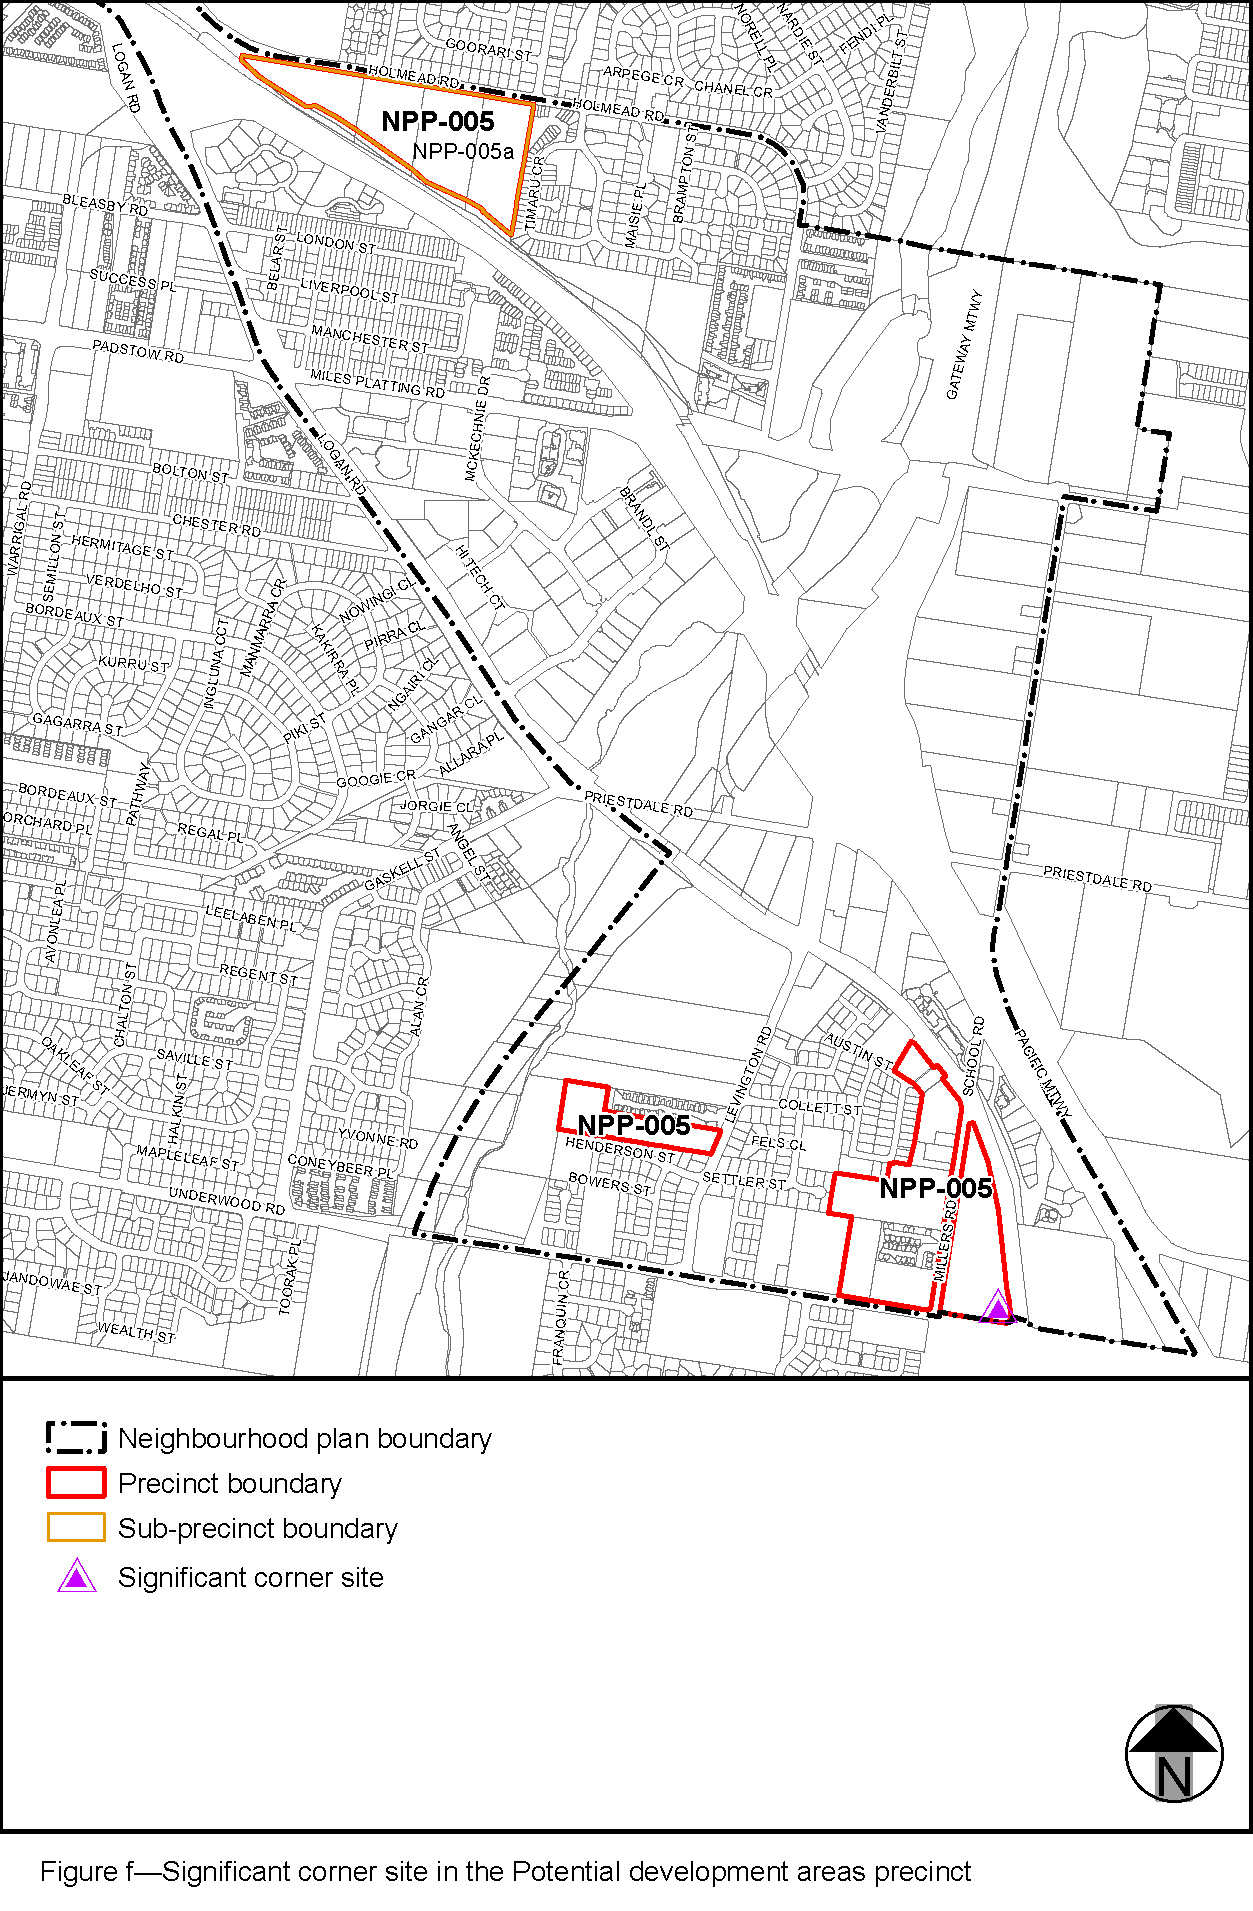 NORELL PL
NARDIE ST
FENDI PL
GOORARI ST
LOGAN RD
HOLMEAD RD
ARPEGE CR
CHANEL CR
VANDERBILT ST
HOLMEAD RD
NPP-005
NPP-005a
BRAMPTON ST
TIMARU CR
MAISIE PL
BLEASBY RD
BELAR ST
LONDON ST
SUCCESS PL
LIVERPOOL ST
GATEWAY MTWY
MANCHESTER ST
PADSTOW RD
MILES PLATTING RD
MCKECHNIE DR
LOGAN RD
BOLTON ST
BRANDL ST
WARRIGAL RD
SEMILLON ST
CHESTER RD
HERMITAGE ST
HI TECH CT
VERDELHO ST
MANMARRA CR
NOWINGI CL
BORDEAUX ST
KAKIRRA PL
PIRRA CL
INGLUNA CCT
KURRU ST
NGAIRI CL
GAGARRA ST
PIKI ST
GANGAR CL
ALLARA PL
PATHWAY
GOOGIE CR
BORDEAUX ST
JORGIE CL
PRIESTDALE RD
ORCHARD PL
REGAL PL
ANGEL ST
GASKELL ST
PRIESTDALE RD
AVONLEA PL
LEELABEN PL
REGENT ST
CHALTON ST
ALAN CR
OAKLEAF ST
SAVILLE ST
LEVINGTON RD
AUSTIN ST
SCHOOL RD
PACIFIC MTWY
JERMYN ST
HALKIN ST
COLLETT ST
NPP-005
YVONNE RD
HENDERSON ST
FELS CL
MAPLELEAF ST
CONEYBEER PL
BOWERS ST
SETTLER ST
NPP-005
UNDERWOOD RD
MILLERS RD
TOORAK PL
JANDOWAE ST
FRANQUIN CR
WEALTH ST
Neighbourhood plan boundary
Precinct boundary
Sub-precinct boundary
Significant corner site
N
Figure f—Significant corner site in the Potential development areas precinct